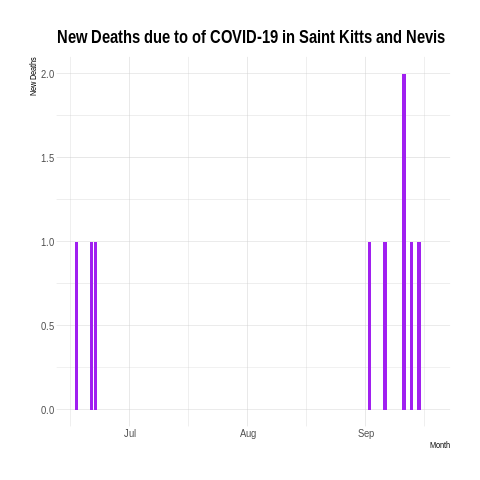 New Deaths due to of COVID-19 in Saint Kitts and Nevis
New Deaths
2.0
1.5
1.0
0.5
0.0
Jul Aug Sep
Month